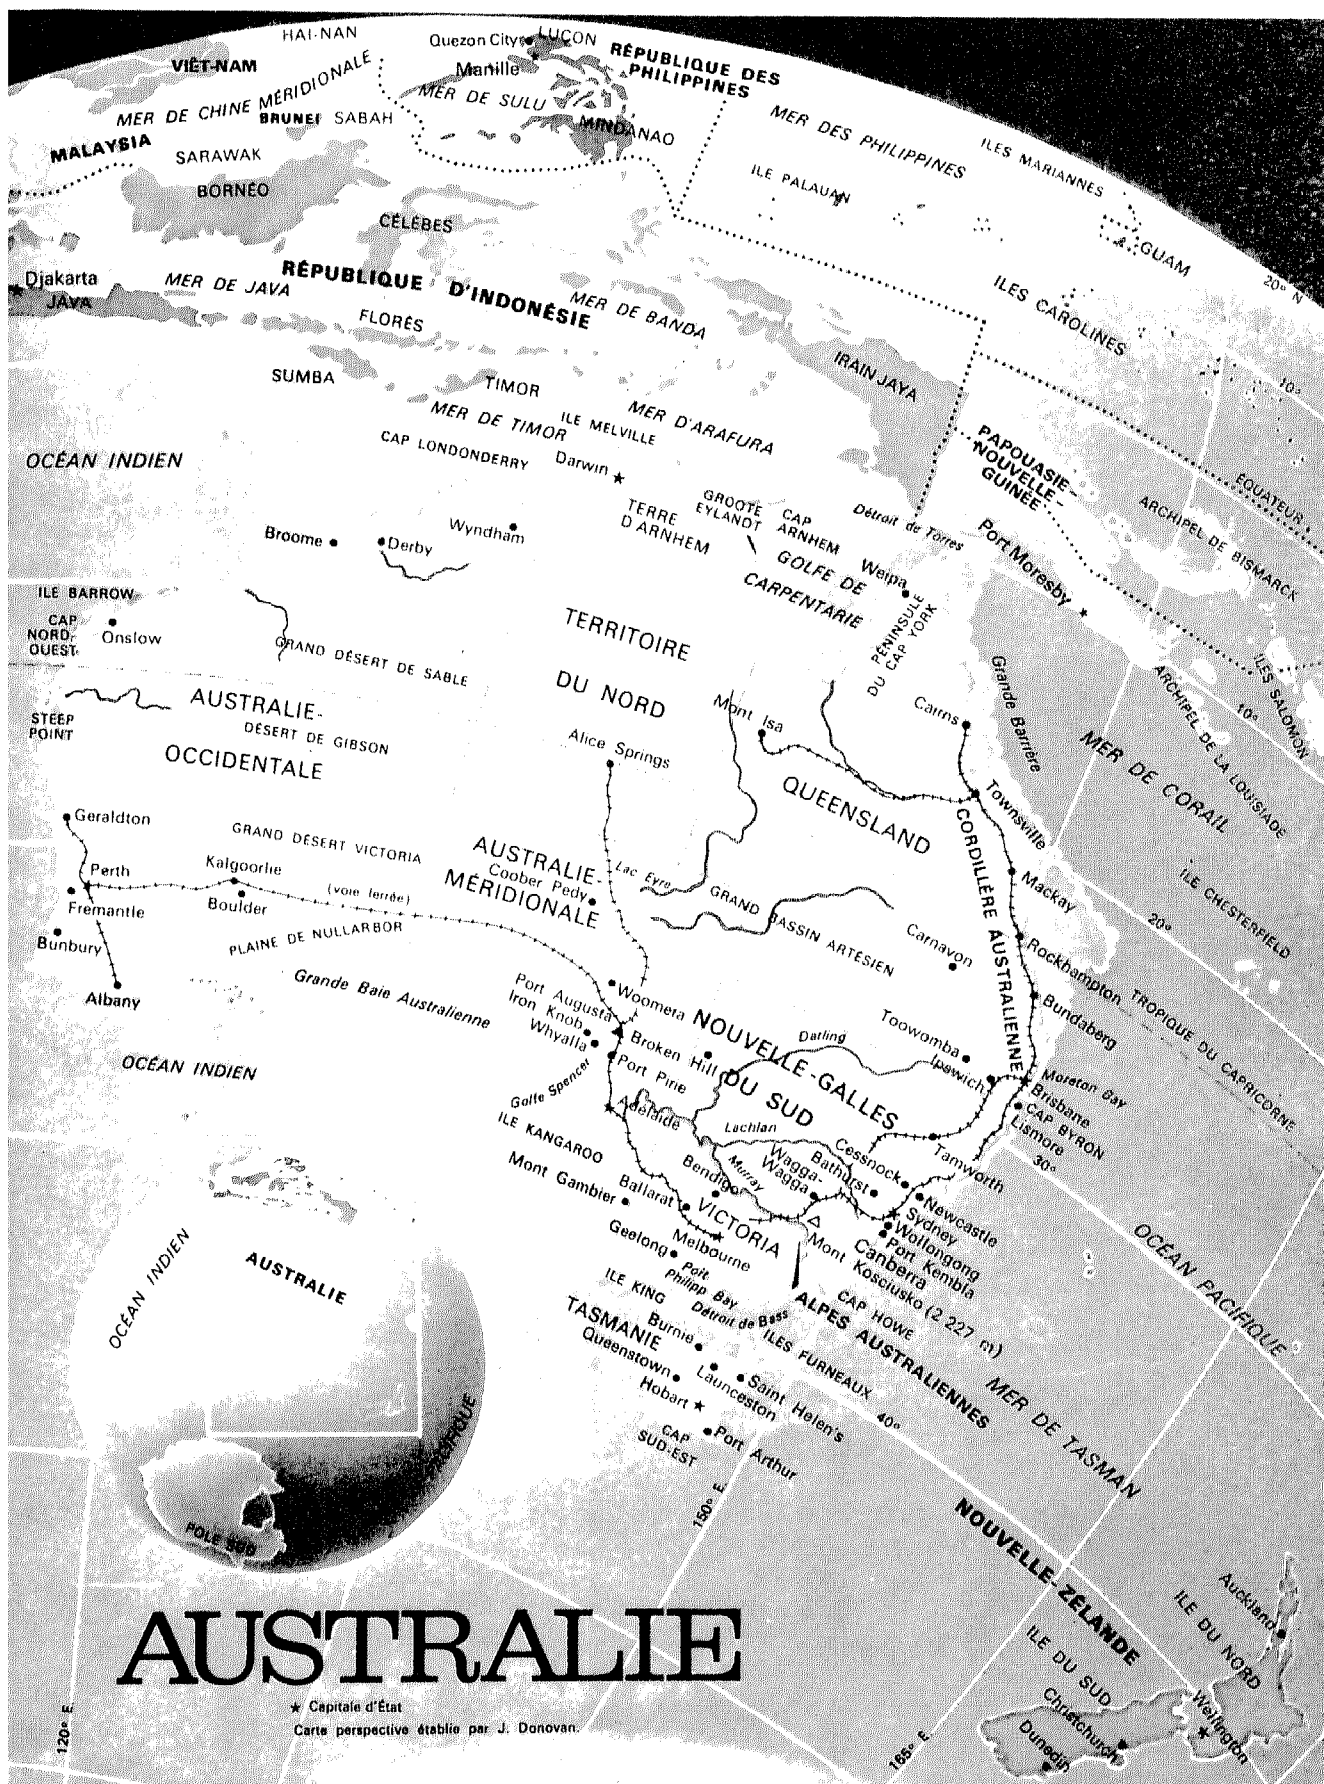 HAI-NAN
Quezon City
LUÇON
RÉPUBLIQUE DES
PHILIPPINES
VIÊT-NAM
Manille
MER DE CHINE MÉRIDIONALE
MER DE SULU
BRUNEI
SABAH
MINDANAO
MER DES PHILIPPINES
ILES MARIANNES
MALAYSIA
SARAWAK
BORNÉO
ILE PALAUAN
CÉLÈBES
GUAM
20° N
Djakarta
JAVA
MER DE JAVA
RÉPUBLIQUE D'INDONÉSIE
MER DE BANDA
ILES CAROLINES
FLORÈS
IRAIN JAYA
10°
SUMBA
TIMOR
MER DE TIMOR
ILE MELVILLE
MER D'ARAFURA
CAP LONDONDERRY
Darwin
OCÉAN INDIEN
PAPOUASIE-
NOUVELLE-
GUINÉE
ÉQUATEUR
ARCHIPEL DE BISMARCK
TERRE
D'ARNHEM
GROOTE
EYLANDT
CAP
ARNHEM
Détroit de Torres
Port Moresby
Wyndham
Broome
Derby
GOLFE DE
CARPENTARIE
Weipa
PÉNINSULE
DU CAP YORK
ILE BARROW
CAP
NORD-
OUEST
Onslow
GRAND DÉSERT DE SABLE
TERRITOIRE
DU NORD
Grande Barrière
ILES SALOMON
10°
ARCHIPEL DE LA LOUISIADE
AUSTRALIE-
OCCIDENTALE
STEEP
POINT
DÉSERT DE GIBSON
Mont Isa
Cairns
MER DE CORAIL
Alice Springs
QUEENSLAND
Townsville
CORDILLÈRE AUSTRALIENNE
Geraldton
GRAND DÉSERT VICTORIA
AUSTRALIE-
MÉRIDIONALE
Coober Pedy
Lac Eyre
Mackay
ILE CHESTERFIELD
Perth
Kalgoorlie
(voie ferrée)
Fremantle
Boulder
GRAND BASSIN ARTÉSIEN
20°
Bunbury
PLAINE DE NULLARBOR
Carnavon
Rockhampton
TROPIQUE DU CAPRICORNE
Albany
Grande Baie Australienne
Port Augusta
Iron Knob
Whyalla
Woomera
Bundaberg
NOUVELLE-GALLES
DU SUD
Toowomba
Ipswich
Darling
Broken Hill
Port Pirie
OCÉAN INDIEN
Golfe Spencer
Adélaïde
Moreton Bay
Brisbane
CAP BYRON
Lismore
30°
ILE KANGAROO
Lachlan
Cessnock
Bathurst
Wagga-
Wagga
Tamworth
Mont Gambier
Ballarat
Bendigo
Murray
VICTORIA
Newcastle
Sydney
Wollongong
Port Kembla
Canberra
Mont Kosciusko (2 227 m)
Geelong
Melbourne
Port
Philipp Bay
OCÉAN PACIFIQUE
ILE KING
Détroit de Bass
CAP HOWE
ALPES AUSTRALIENNES
TASMANIE
Burnie
ILES FURNEAUX
Queenstown
Launceston
Saint Helen's
Hobart
40°
MER DE TASMAN
CAP
SUD-EST
Port Arthur
150° E.
OCÉAN INDIEN
AUSTRALIE
PACIFIQUE
POLE SUD
NOUVELLE-ZÉLANDE
Auckland
ILE DU NORD
ILE DU SUD
Christchurch
Wellington
Dunedin
165° E.
120° E.
AUSTRALIE
★ Capitale d'État
Carte perspective établie par J. Donovan.